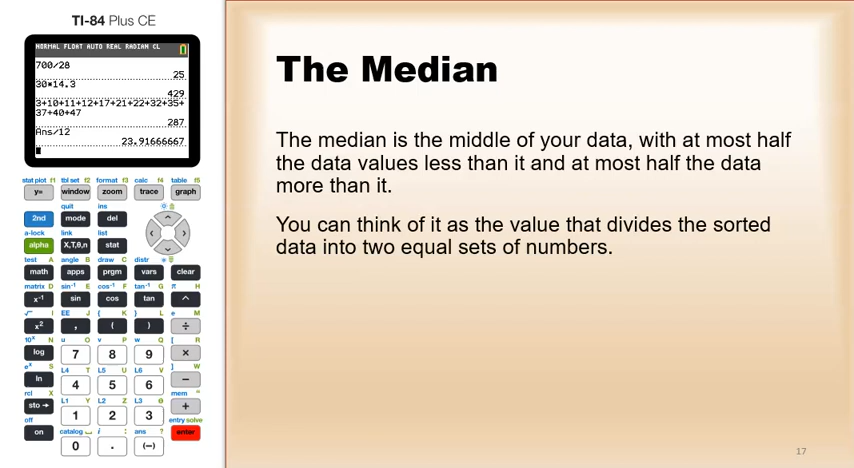 TI-84 Plus CE
NORMAL FLOAT AUTO REAL RADIAN CL
700/28
25
30*14.3
429
3+10+11+12+17+21+22+32+35+
37+40+47
287
Ans/12
23.91666667
stat plot f1 tbl set f2 format f3 calc f4 table f5
y= window zoom trace graph
quit ins
2nd mode del
a-lock link list
alpha X,T,θ,n stat
test A angle B draw C distr
math apps prgm vars clear
matrix D sin⁻¹ E cos⁻¹ F tan⁻¹ G π H
x⁻¹ sin cos tan ^
√ I EE J { K } L e M
x² , ( ) ÷
10ˣ N u O v P w Q [ R
log 7 8 9 ×
eˣ S L4 T L5 U L6 V ] W
ln 4 5 6 −
rcl X L1 Y L2 Z L3 θ mem "
sto→ 1 2 3 +
off catalog i : ans ? entry solve
on 0 . (−) enter
The Median
The median is the middle of your data, with at most half
the data values less than it and at most half the data
more than it.
You can think of it as the value that divides the sorted
data into two equal sets of numbers.
17